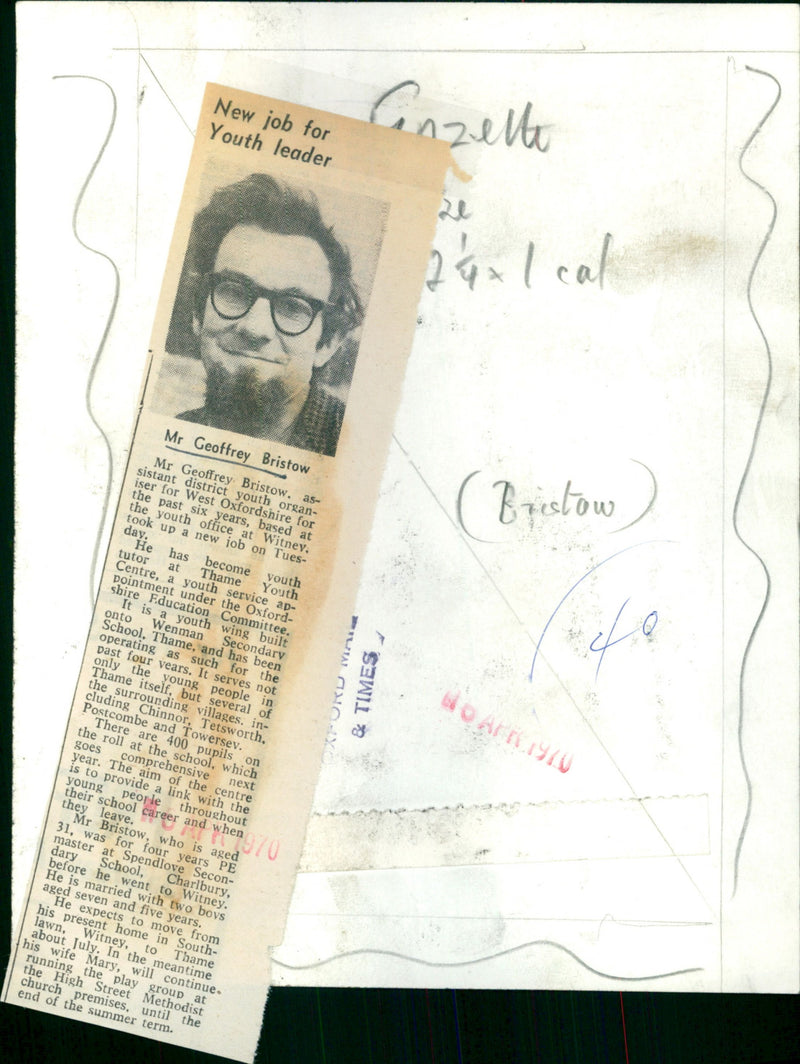 New job for
Youth leader
Mr Geoffrey Bristow
Mr Geoffrey Bristow, as-
sistant district youth organ-
iser for West Oxfordshire for
the past six years, based at
the youth office at Witney,
took up a new job on Tues-
day.
He has become youth
tutor at Thame Youth
Centre, a youth service ap-
pointment under the Oxford-
shire Education Committee.
It is a youth wing built
onto Wenman Secondary
School, Thame, and has been
operating as such for the
past four years. It serves not
only the young people in
Thame itself, but several of
the surrounding villages, in-
cluding Chinnor, Tetsworth,
Postcombe and Towersey.
There are 400 pupils on
the roll at the school, which
goes comprehensive next
year. The aim of the centre
is to provide a link with the
young people throughout
their school career and when
they leave.
Mr Bristow, who is aged
31, was for four years PE
master at Spendlove Secon-
dary School, Charlbury,
before he went to Witney.
He is married with two boys
aged seven and five years.
He expects to move from
his present home in South-
lawn, Witney, to Thame
about July. In the meantime
his wife Mary, will continue
running the play group at
the High Street Methodist
church premises, until the
end of the summer term.
6 APR 1970
Gazette
ze
2 1/4 x 1 col
(Bristow)
40
OXFORD MAIL
& TIMES
6 APR 1970